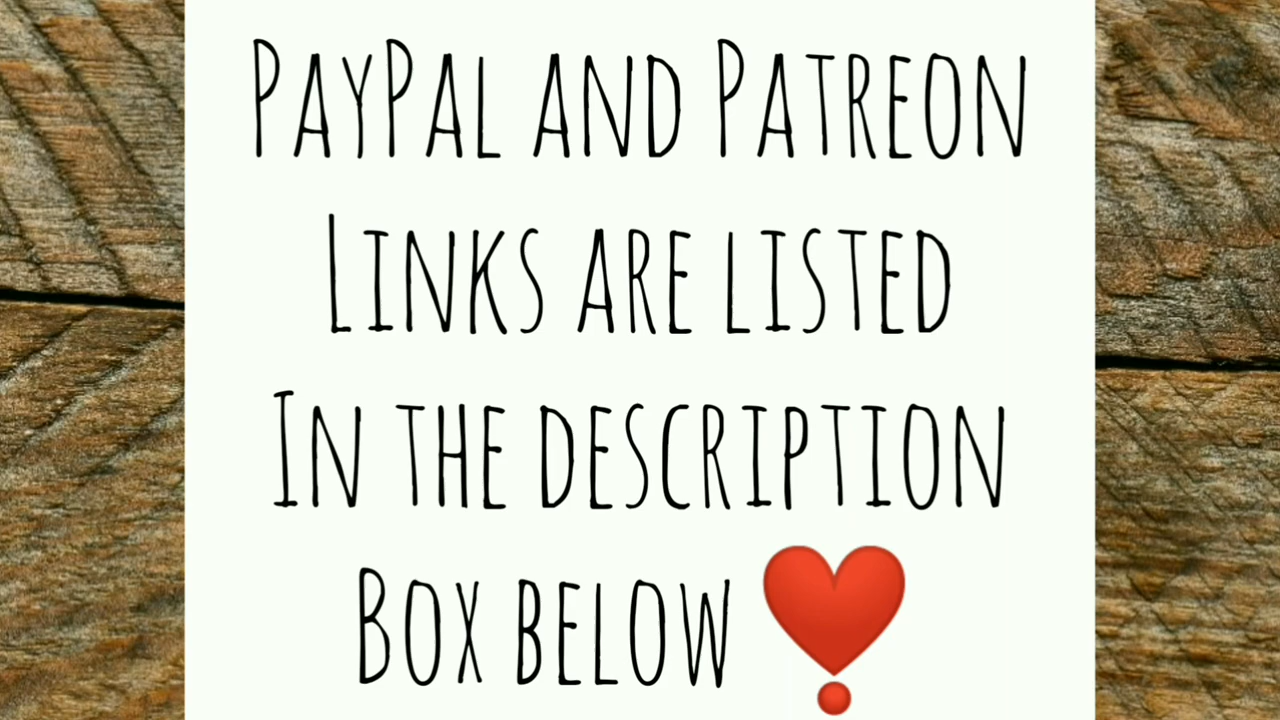 PayPal and Patreon
Links are listed
In the description
Box below ❣